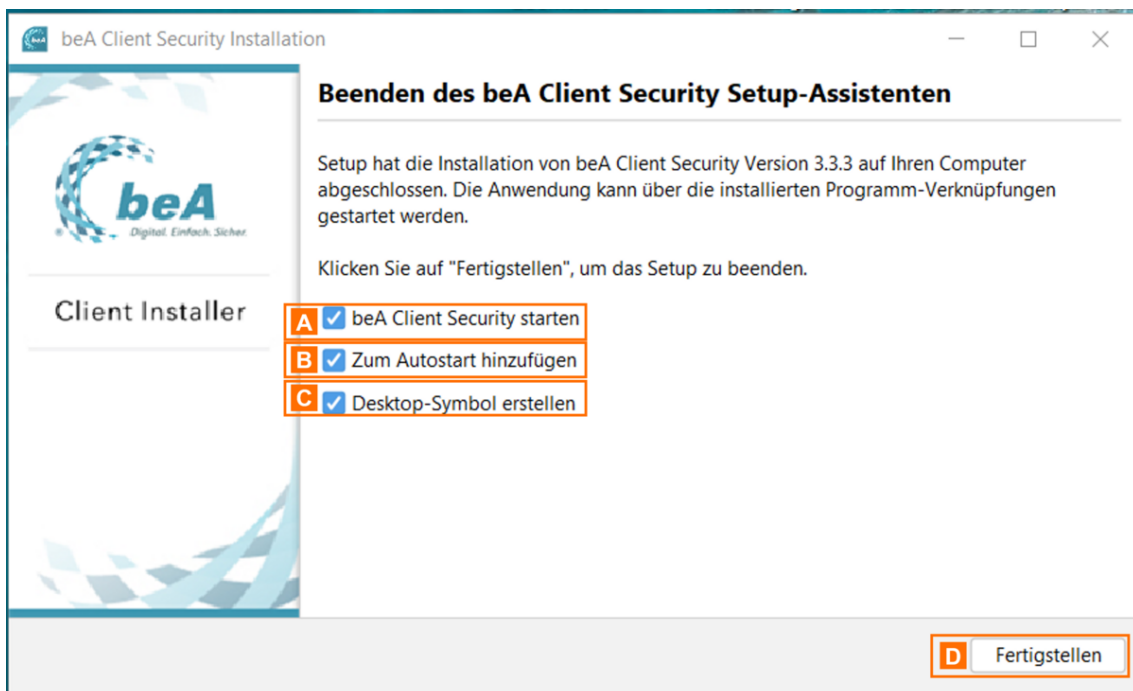 beA Client Security Installation
beA
Digital. Einfach. Sicher.
Client Installer
Beenden des beA Client Security Setup-Assistenten
Setup hat die Installation von beA Client Security Version 3.3.3 auf Ihren Computer
abgeschlossen. Die Anwendung kann über die installierten Programm-Verknüpfungen
gestartet werden.
Klicken Sie auf "Fertigstellen", um das Setup zu beenden.
A beA Client Security starten
B Zum Autostart hinzufügen
C Desktop-Symbol erstellen
D Fertigstellen